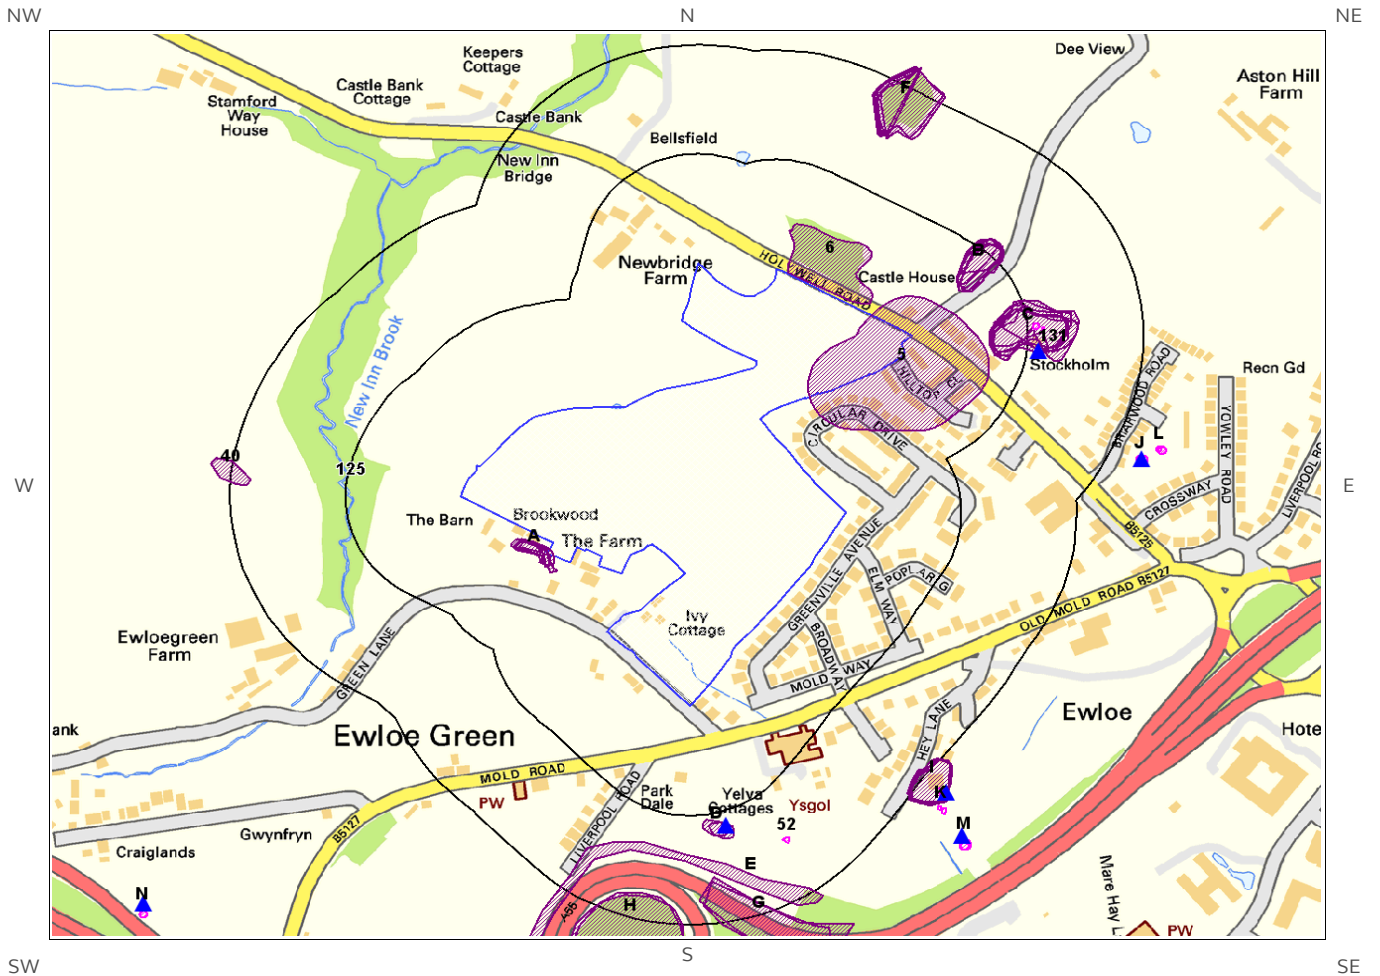 NW
N
NE
Dee View
Keepers
Cottage
Aston Hill
Farm
Castle Bank
Cottage
F
Stamford
Way
House
Castle Bank
Bellsfield
New Inn
Bridge
6
B
HOLYWELL ROAD
Newbridge
Farm
Castle House
C
131
New Inn Brook
5
Stockholm
Recn Gd
HILLTOP
BRIARWOOD ROAD
YOWLEY ROAD
CIRCULAR DRIVE
L
J
40
125
LIVERPOOL RO
W
E
CROSSWAY
Brookwood
The Barn
A
The Farm
B5125
GREENVILLE AVENUE
ELM WAY
POPLAR G
OLD MOLD ROAD B5127
Ivy
Cottage
Ewloegreen
Farm
GREEN LANE
BROADWAY
MOLD WAY
Ewloe
ank
Ewloe Green
HEY LANE
Hote
MOLD ROAD
I
PW
Park
Dale
Yelva
Cottages
Ysgol
K
D
52
LIVERPOOL ROAD
M
B5127
Gwynfryn
Craiglands
E
Mare Hay L
N
A55
H
G
PW
SW
S
SE